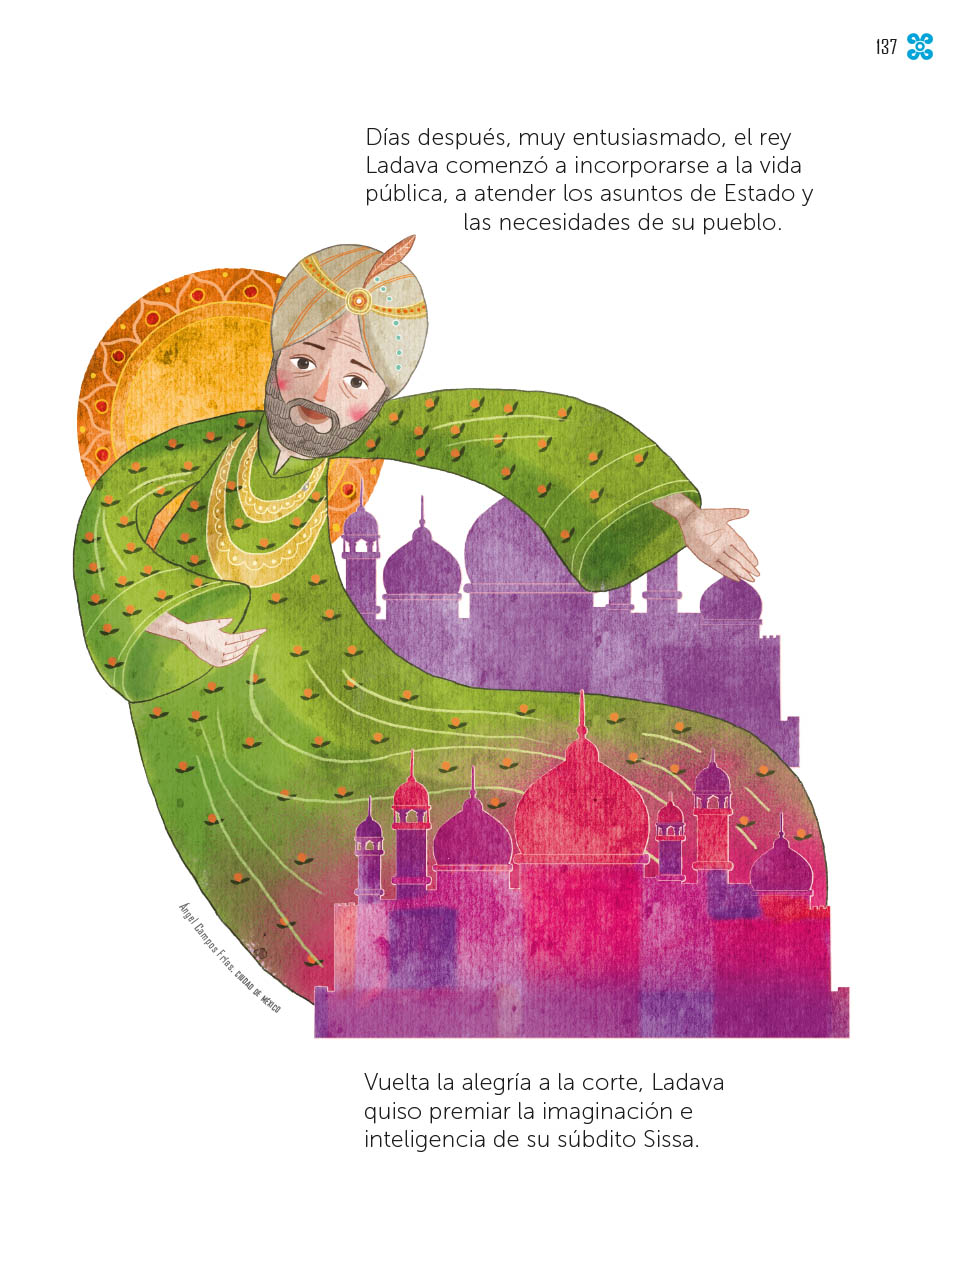 137
Días después, muy entusiasmado, el rey
Ladava comenzó a incorporarse a la vida
pública, a atender los asuntos de Estado y
las necesidades de su pueblo.
Ángel Campos Frías, CIUDAD DE MÉXICO
Vuelta la alegría a la corte, Ladava
quiso premiar la imaginación e
inteligencia de su súbdito Sissa.